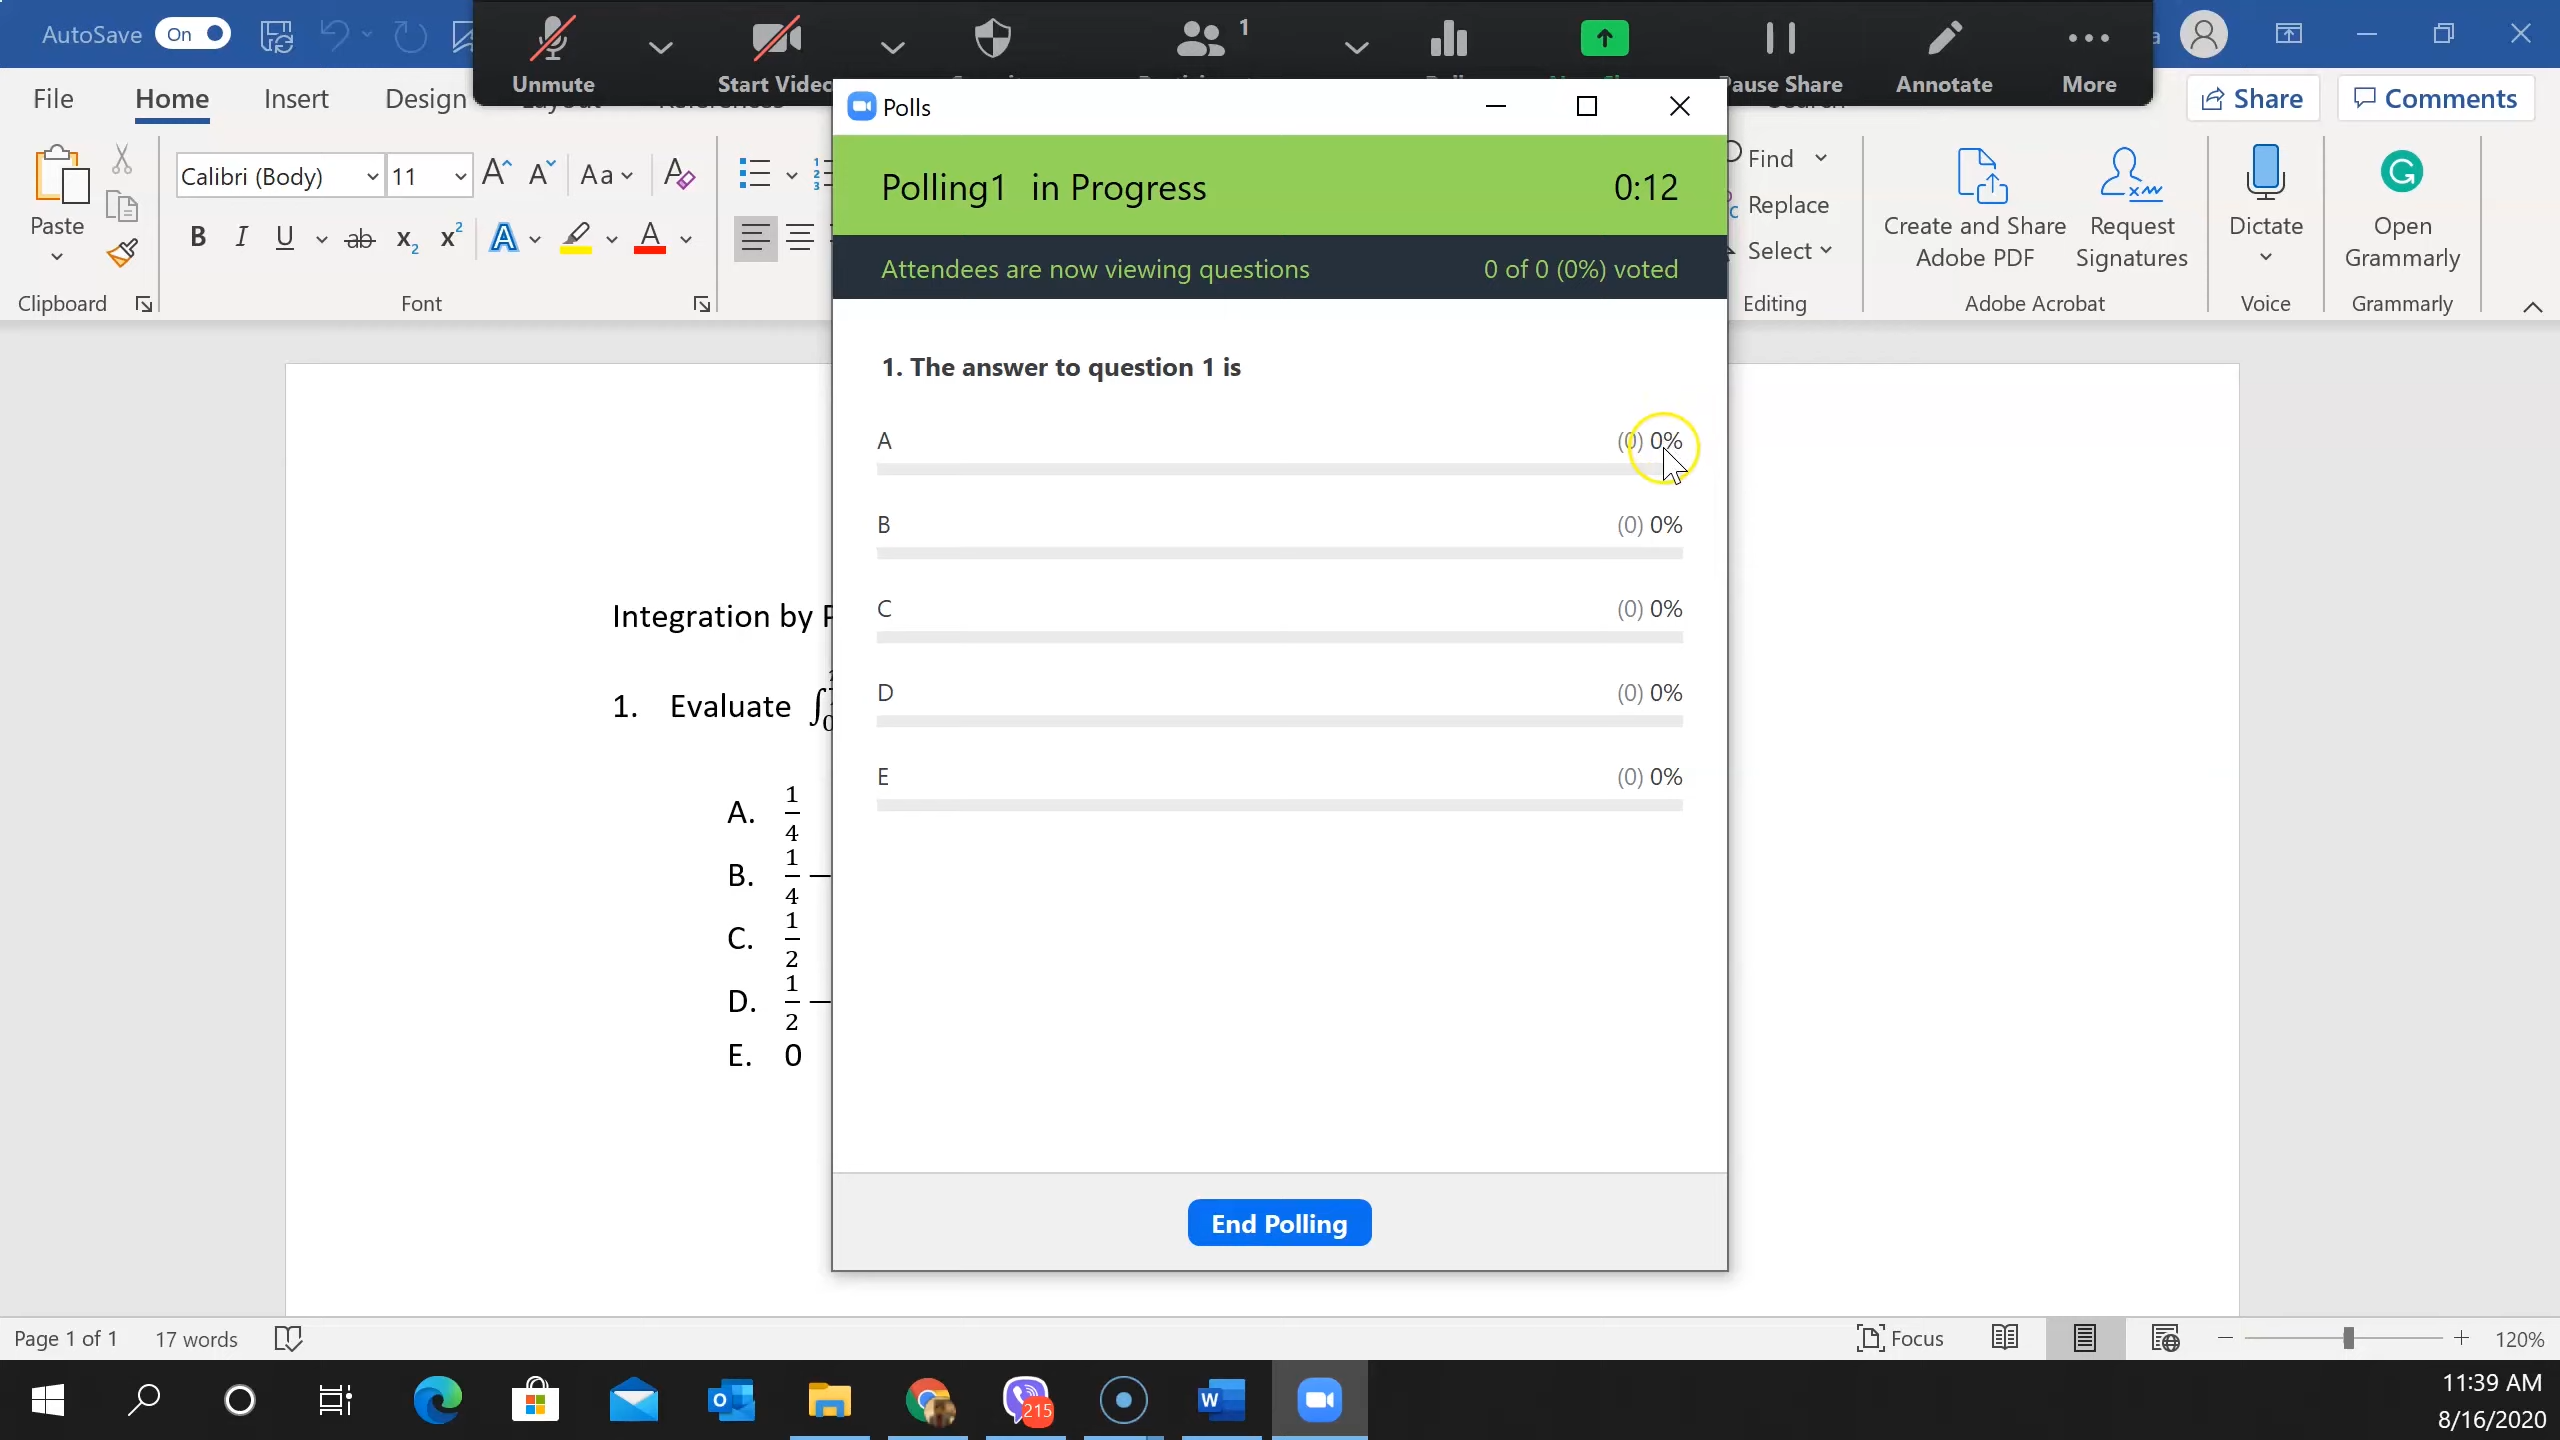 AutoSave On
Unmute Start Video 1 Pause Share Annotate More
File Home Insert Design
Share Comments
Polls
Calibri (Body) 11 Aa
Find
Replace
Select
Paste
B I U ab x₂ x² A A
Create and Share Adobe PDF
Request Signatures
Dictate
Open Grammarly
Clipboard Font Editing Adobe Acrobat Voice Grammarly
Polling1 in Progress 0:12
Attendees are now viewing questions 0 of 0 (0%) voted
1. The answer to question 1 is
A (0) 0%
B (0) 0%
C (0) 0%
D (0) 0%
E (0) 0%
End Polling
Integration by
1. Evaluate ∫
A. 1/4
B. 1/4 −
C. 1/2
D. 1/2 −
E. 0
Page 1 of 1 17 words Focus 120%
215
11:39 AM
8/16/2020